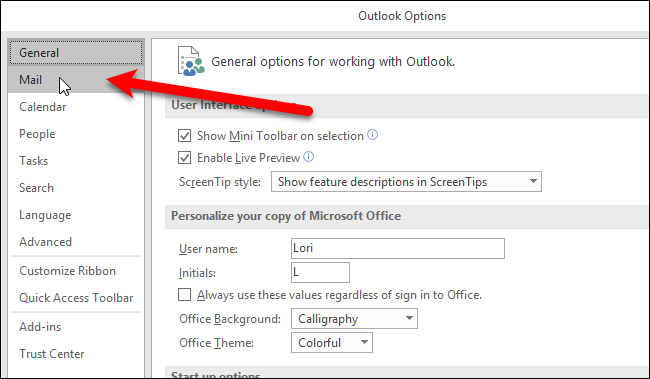 Outlook Options
General
Mail
Calendar
People
Tasks
Search
Language
Advanced
Customize Ribbon
Quick Access Toolbar
Add-ins
Trust Center
General options for working with Outlook.
User Interface options
Show Mini Toolbar on selection
Enable Live Preview
ScreenTip style: Show feature descriptions in ScreenTips
Personalize your copy of Microsoft Office
User name: Lori
Initials: L
Always use these values regardless of sign in to Office.
Office Background: Calligraphy
Office Theme: Colorful
Start up options